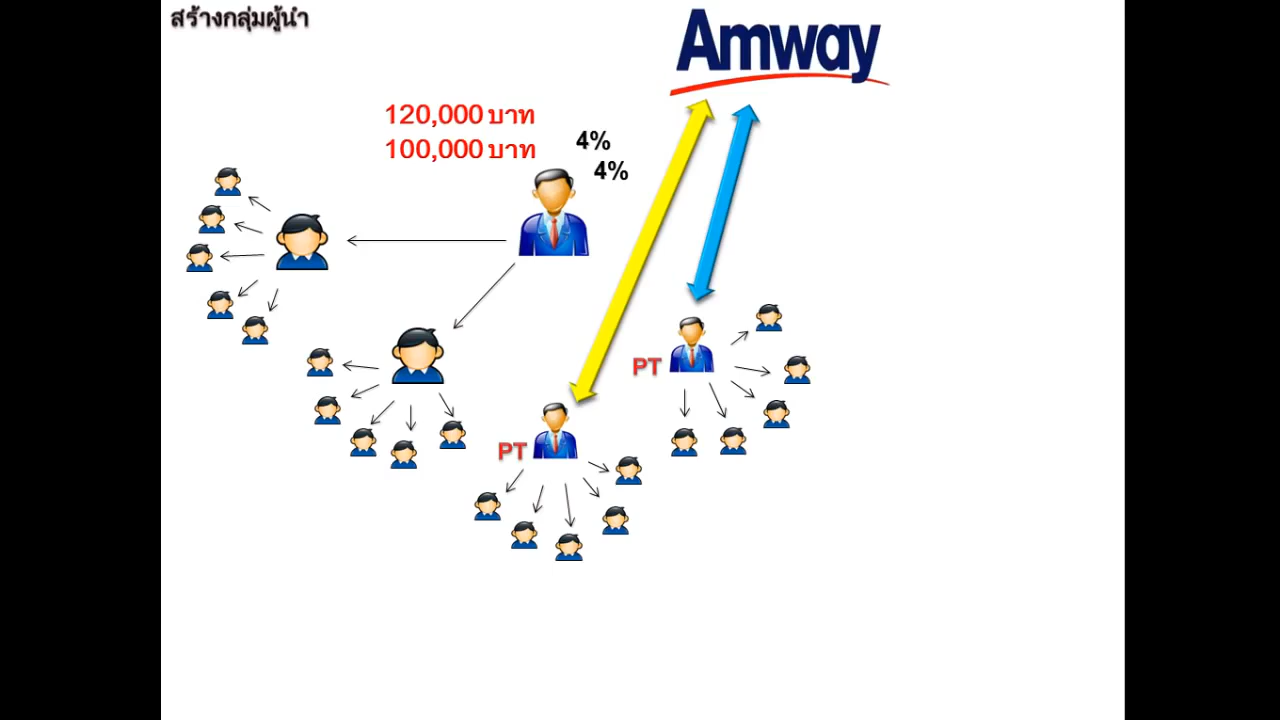 สร้างกลุ่มผู้นำ
Amway
120,000 บาท
100,000 บาท
4%
4%
PT
PT